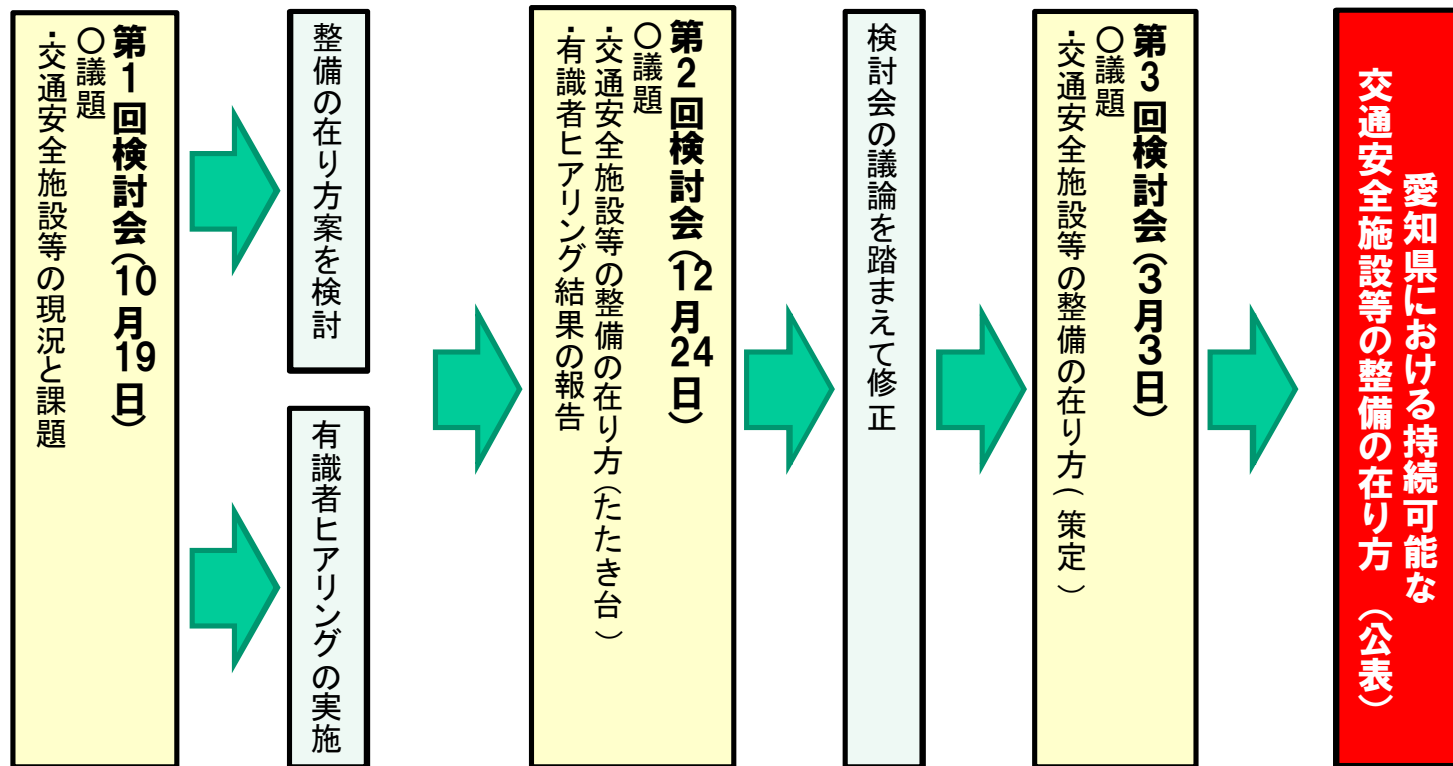 第1回検討会(10月19日)
○議題
・交通安全施設等の現況と課題
整備の在り方案を検討
有識者ヒアリングの実施
第2回検討会(12月24日)
○議題
・交通安全施設等の整備の在り方(たたき台)
・有識者ヒアリング結果の報告
検討会の議論を踏まえて修正
第3回検討会(3月3日)
○議題
・交通安全施設等の整備の在り方(策定)
愛知県における持続可能な
交通安全施設等の整備の在り方 (公表)